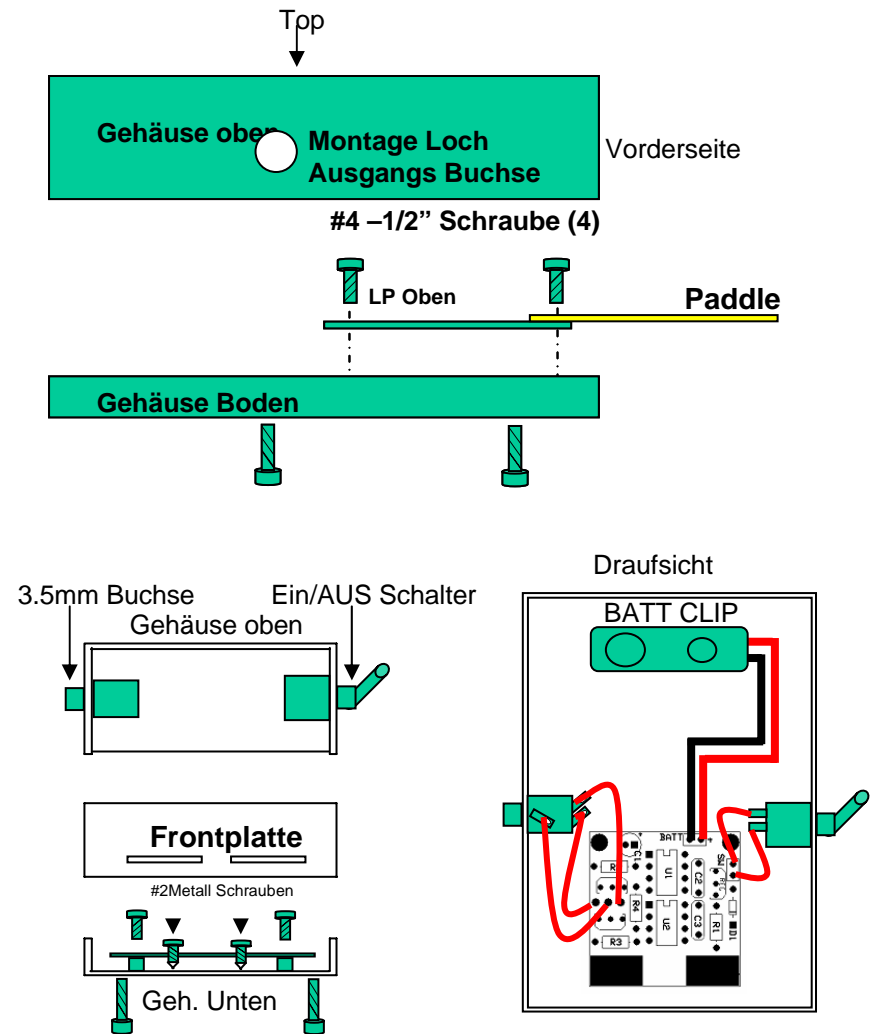 Top
Gehäuse oben
Montage Loch
Ausgangs Buchse
Vorderseite
#4 –1/2” Schraube (4)
LP Oben
Paddle
Gehäuse Boden
3.5mm Buchse
Ein/AUS Schalter
Gehäuse oben
Frontplatte
#2Metall Schrauben
Geh. Unten
Draufsicht
BATT CLIP
BATT +
C1 +
SW
U1
C2
R4
U2
C3
R1
D1
R3